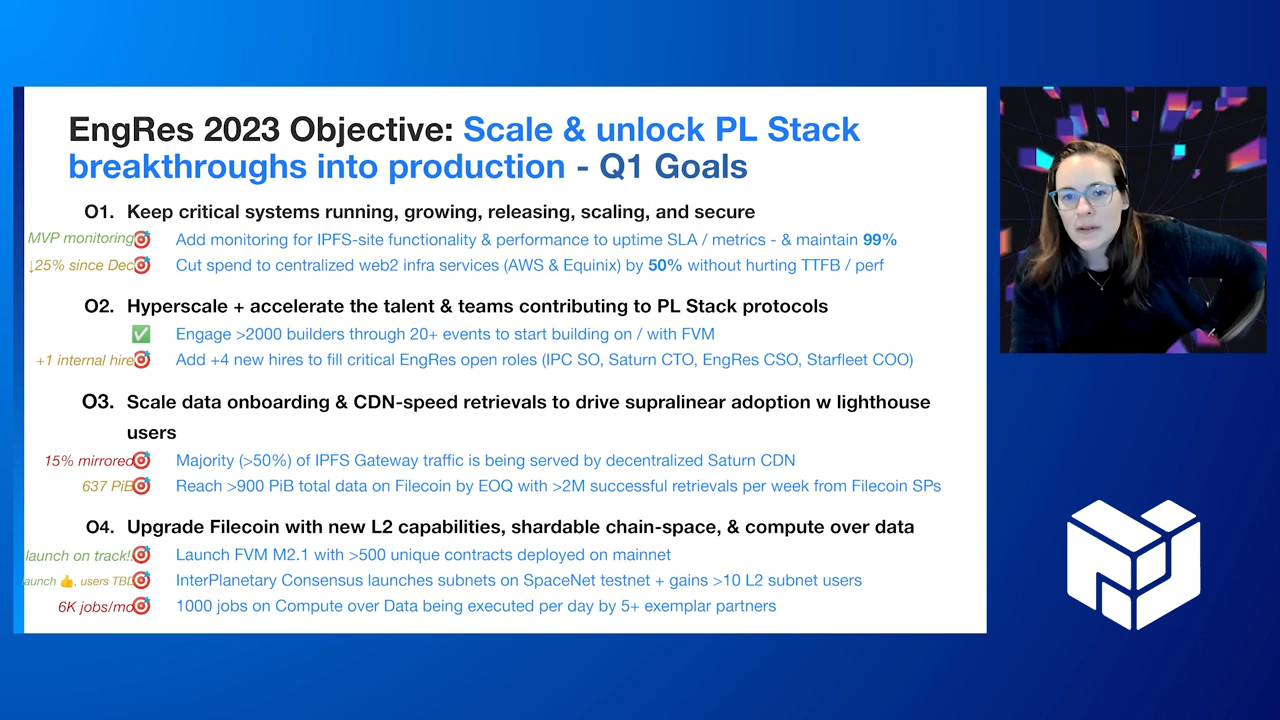 EngRes 2023 Objective: Scale & unlock PL Stack
breakthroughs into production - Q1 Goals
O1. Keep critical systems running, growing, releasing, scaling, and secure
MVP monitoring Add monitoring for IPFS-site functionality & performance to uptime SLA / metrics - & maintain 99%
↓25% since Dec Cut spend to centralized web2 infra services (AWS & Equinix) by 50% without hurting TTFB / perf
O2. Hyperscale + accelerate the talent & teams contributing to PL Stack protocols
Engage >2000 builders through 20+ events to start building on / with FVM
+1 internal hire Add +4 new hires to fill critical EngRes open roles (IPC SO, Saturn CTO, EngRes CSO, Starfleet COO)
O3. Scale data onboarding & CDN-speed retrievals to drive supralinear adoption w lighthouse
users
15% mirrored Majority (>50%) of IPFS Gateway traffic is being served by decentralized Saturn CDN
637 PiB Reach >900 PiB total data on Filecoin by EOQ with >2M successful retrievals per week from Filecoin SPs
O4. Upgrade Filecoin with new L2 capabilities, shardable chain-space, & compute over data
launch on track! Launch FVM M2.1 with >500 unique contracts deployed on mainnet
aunch 👍, users TBD InterPlanetary Consensus launches subnets on SpaceNet testnet + gains >10 L2 subnet users
6K jobs/mo 1000 jobs on Compute over Data being executed per day by 5+ exemplar partners